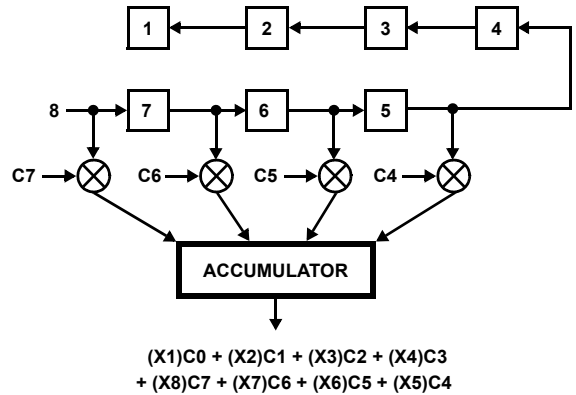 1 2 3 4
8 7 6 5
C7 C6 C5 C4
ACCUMULATOR
(X1)C0 + (X2)C1 + (X3)C2 + (X4)C3
+ (X8)C7 + (X7)C6 + (X6)C5 + (X5)C4